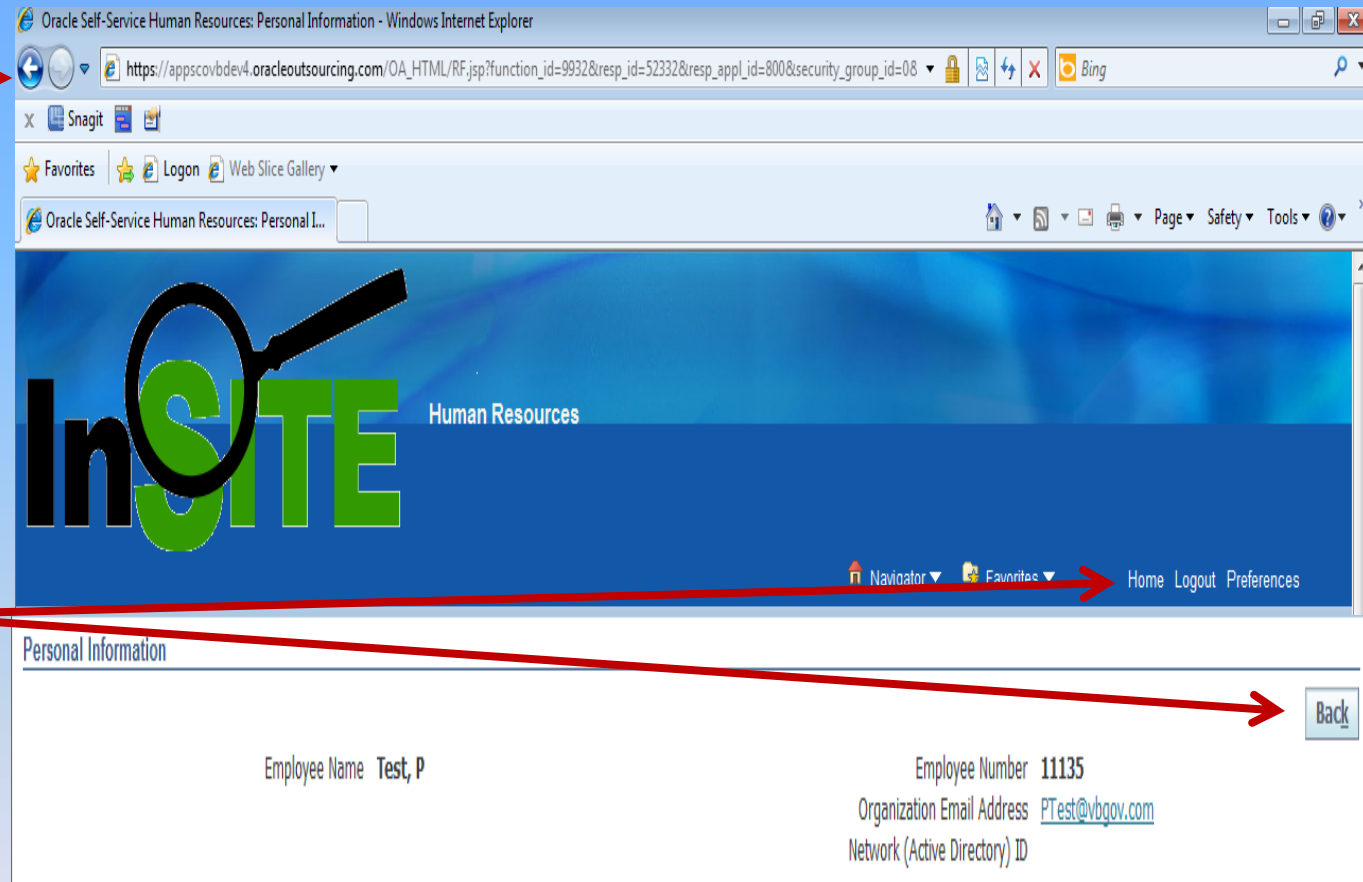 Oracle Self-Service Human Resources: Personal Information - Windows Internet Explorer
https://appscovbdev4.oracleoutsourcing.com/OA_HTML/RF.jsp?function_id=9932&resp_id=52332&resp_appl_id=800&security_group_id=08 Bing
x Snagit
Favorites Logon Web Slice Gallery
Oracle Self-Service Human Resources: Personal I... Page Safety Tools
InSITE
Human Resources
Navigator Favorites Home Logout Preferences
Personal Information
Back
Employee Name Test, P Employee Number 11135
Organization Email Address PTest@vbgov.com
Network (Active Directory) ID